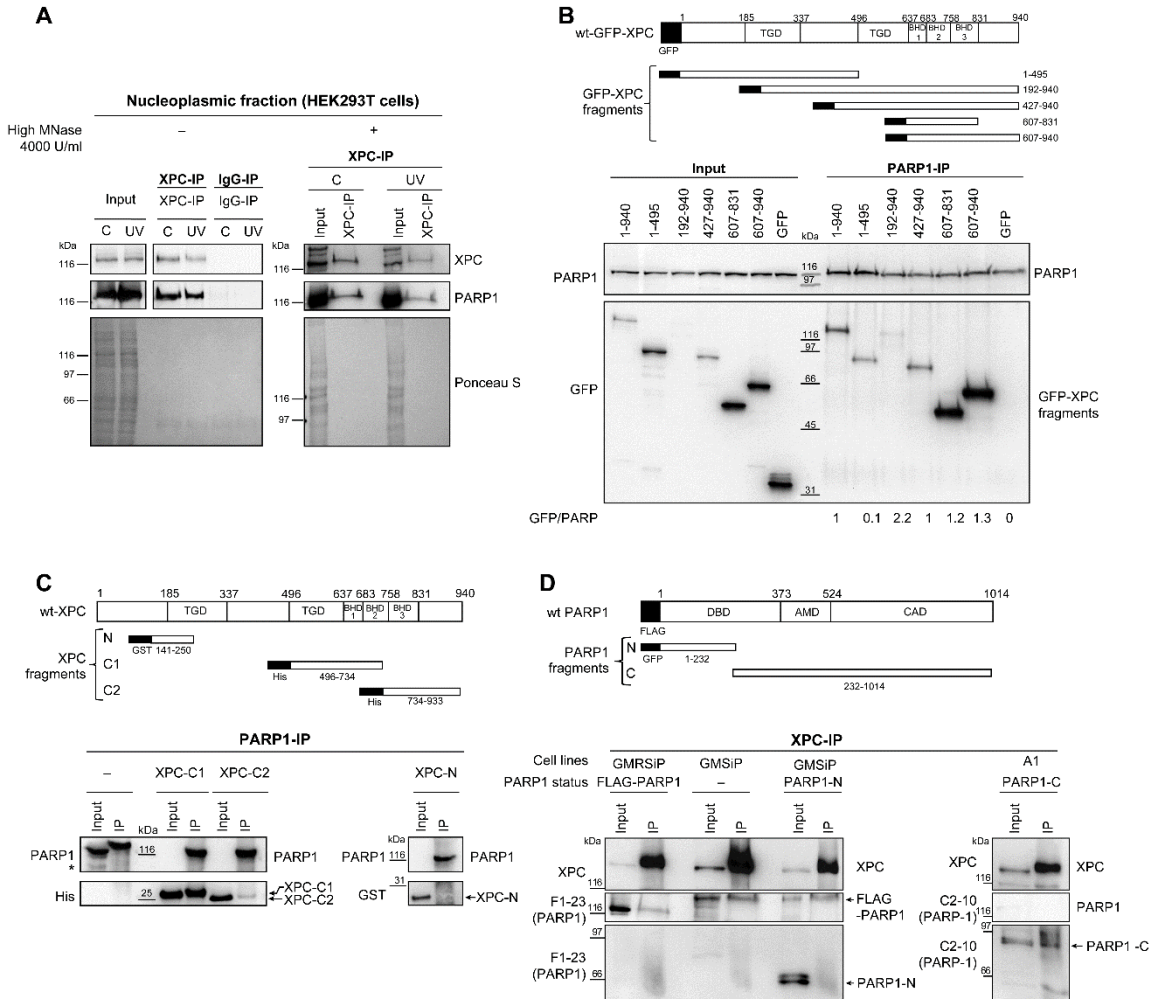 A
Nucleoplasmic fraction (HEK293T cells)
High MNase
4000 U/ml
–
+
XPC-IP
XPC-IP IgG-IP
C UV
Input XPC-IP IgG-IP
Input XPC-IP Input XPC-IP
C UV C UV C UV
kDa
116
kDa
116
XPC
116
116
PARP1
116
97
66
116
97
Ponceau S
B
1 185 337 496 637 683 758 831 940
wt-GFP-XPC
TGD TGD BHD 1 BHD 2 BHD 3
GFP
GFP-XPC
fragments
1-495
192-940
427-940
607-831
607-940
Input PARP1-IP
1-940 1-495 192-940 427-940 607-831 607-940 GFP
kDa
1-940 1-495 192-940 427-940 607-831 607-940 GFP
PARP1 116 97 PARP1
GFP
116
97
66
45
31
GFP-XPC
fragments
GFP/PARP 1 0.1 2.2 1 1.2 1.3 0
C
1 185 337 496 637 683 758 831 940
wt-XPC
TGD TGD BHD 1 BHD 2 BHD 3
XPC
fragments
N
GST 141-250
C1
His 496-734
C2
His 734-933
PARP1-IP
– XPC-C1 XPC-C2 XPC-N
Input IP kDa Input IP Input IP
kDa Input IP
PARP1 116 PARP1
*
PARP1 116 PARP1
His 25 XPC-C1
XPC-C2
GST 31 XPC-N
D
1 373 524 1014
wt PARP1
DBD AMD CAD
FLAG
PARP1
fragments
N
GFP 1-232
C
232-1014
XPC-IP
Cell lines GMRSiP GMSiP GMSiP A1
PARP1 status FLAG-PARP1 – PARP1-N PARP1-C
Input IP Input IP Input IP Input IP
kDa
XPC 116 XPC
kDa
XPC 116 XPC
F1-23
(PARP1)
116
FLAG
-PARP1
C2-10
(PARP-1)
116
PARP1
F1-23
(PARP1)
97
66
PARP1-N
C2-10
(PARP-1)
97
66
PARP1 -C